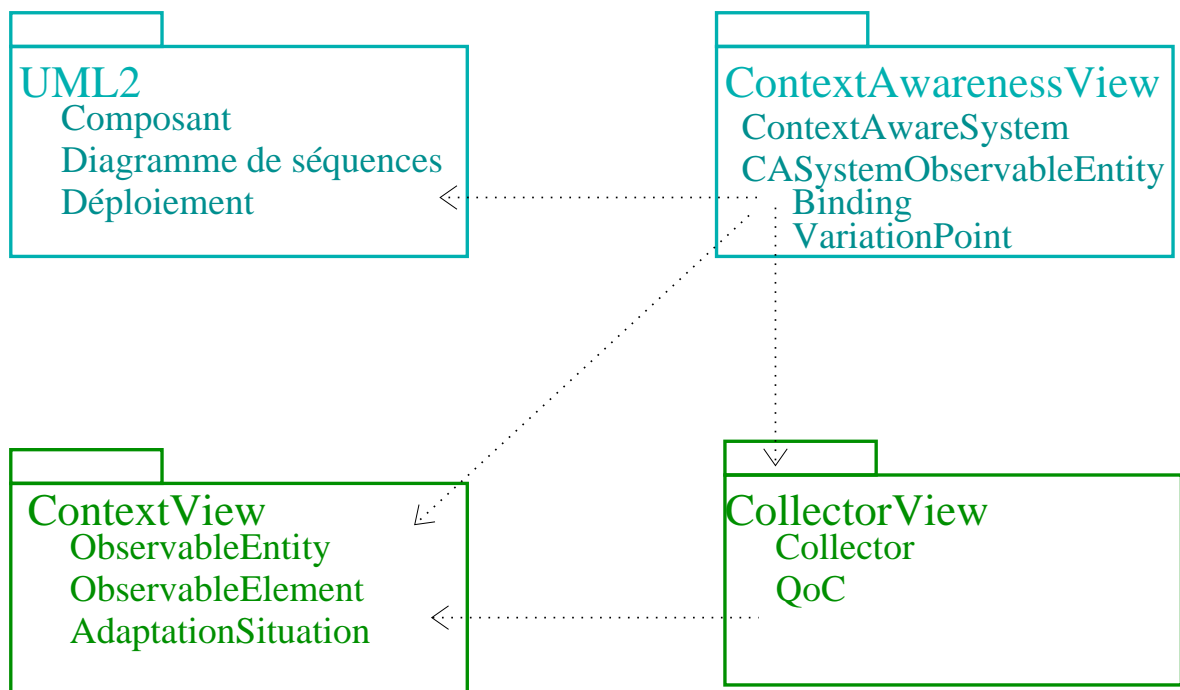 UML2
Composant
Diagramme de séquences
Déploiement
ContextAwarenessView
ContextAwareSystem
CASystemObservableEntity
Binding
VariationPoint
ContextView
ObservableEntity
ObservableElement
AdaptationSituation
CollectorView
Collector
QoC